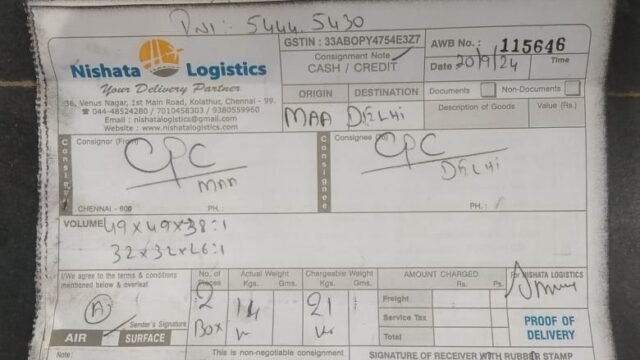 PNI: 5444.5430
Nishata Logistics
Your Delivery Partner
36, Venus Nagar, 1st Main Road, Kolathur, Chennai - 99.
044-48524280 / 7010458303 / 9380559960
Email : nishatalogistics@gmail.com
Website : www.nishatalogistics.com
GSTIN : 33ABOPY4754E3Z7
Consignment Note
CASH / CREDIT
AWB No. : 115646
Date 20/9/24 Time
ORIGIN DESTINATION
MAA DELHI
Documents Non-Documents
Description of Goods Value (Rs.)
Consignor (From)
CPC
MAA
CHENNAI - 600 PH. :
Consignee
CPC
DELHI
PH. :
VOLUME 49x49x38=1
32x32x26=1
I/We agree to the terms & conditions
mentioned below & overleaf
Sender's Signature
AIR SURFACE
No. of Pieces
2
Box
Actual Weight
Kgs. Gms.
14
Chargeable Weight
Kgs. Gms.
21
AMOUNT CHARGED
Rs. Ps.
Freight
Service Tax
Total
For NISHATA LOGISTICS
PROOF OF
DELIVERY
Note:
This is non-negotiable consignment
SIGNATURE OF RECEIVER WITH RUBBER STAMP